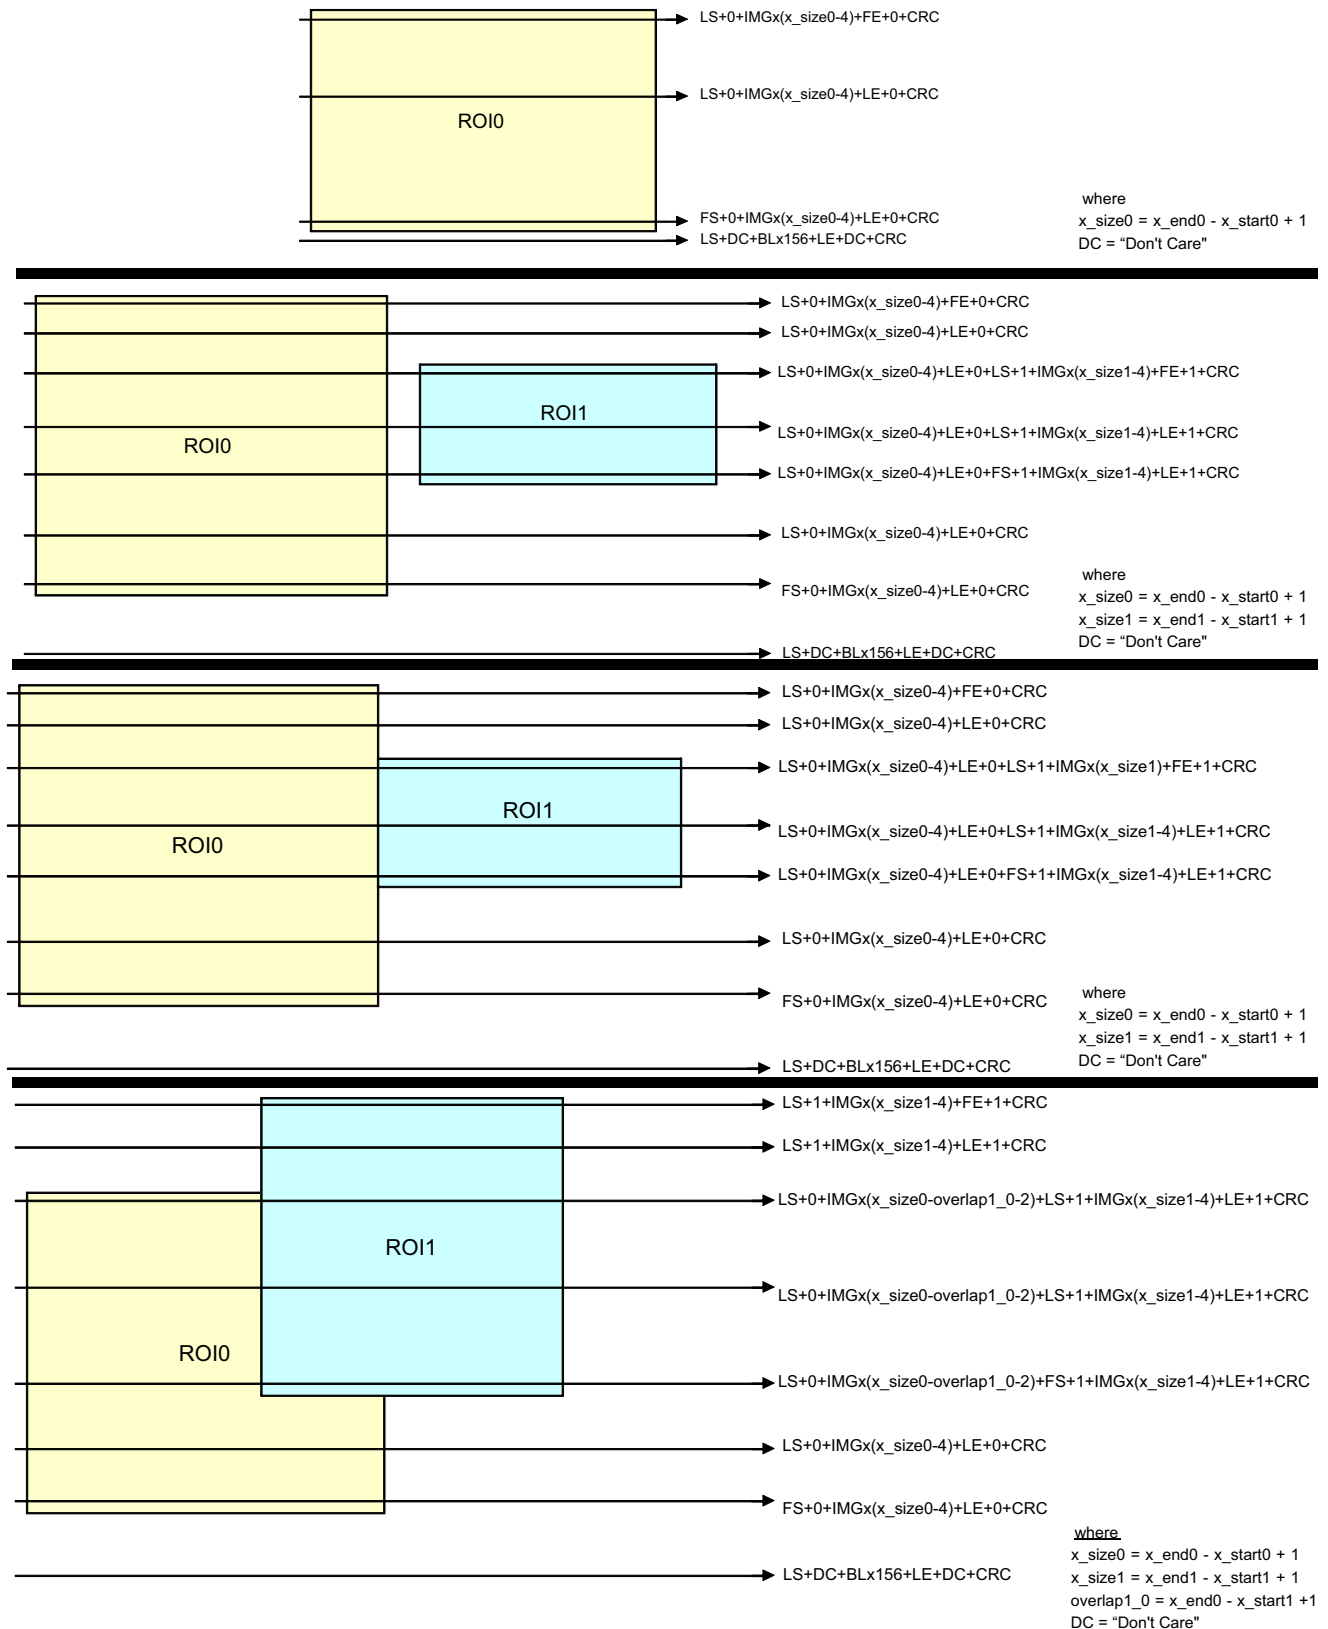 LS+0+IMGx(x_size0-4)+FE+0+CRC
LS+0+IMGx(x_size0-4)+LE+0+CRC
ROI0
FS+0+IMGx(x_size0-4)+LE+0+CRC
LS+DC+BLx156+LE+DC+CRC
where
x_size0 = x_end0 - x_start0 + 1
DC = “Don't Care"
LS+0+IMGx(x_size0-4)+FE+0+CRC
LS+0+IMGx(x_size0-4)+LE+0+CRC
LS+0+IMGx(x_size0-4)+LE+0+LS+1+IMGx(x_size1-4)+FE+1+CRC
ROI1
ROI0
LS+0+IMGx(x_size0-4)+LE+0+LS+1+IMGx(x_size1-4)+LE+1+CRC
LS+0+IMGx(x_size0-4)+LE+0+FS+1+IMGx(x_size1-4)+LE+1+CRC
LS+0+IMGx(x_size0-4)+LE+0+CRC
FS+0+IMGx(x_size0-4)+LE+0+CRC
where
x_size0 = x_end0 - x_start0 + 1
x_size1 = x_end1 - x_start1 + 1
DC = “Don't Care"
LS+DC+BLx156+LE+DC+CRC
LS+0+IMGx(x_size0-4)+FE+0+CRC
LS+0+IMGx(x_size0-4)+LE+0+CRC
LS+0+IMGx(x_size0-4)+LE+0+LS+1+IMGx(x_size1)+FE+1+CRC
ROI1
ROI0
LS+0+IMGx(x_size0-4)+LE+0+LS+1+IMGx(x_size1-4)+LE+1+CRC
LS+0+IMGx(x_size0-4)+LE+0+FS+1+IMGx(x_size1-4)+LE+1+CRC
LS+0+IMGx(x_size0-4)+LE+0+CRC
FS+0+IMGx(x_size0-4)+LE+0+CRC
where
x_size0 = x_end0 - x_start0 + 1
x_size1 = x_end1 - x_start1 + 1
DC = “Don't Care"
LS+DC+BLx156+LE+DC+CRC
LS+1+IMGx(x_size1-4)+FE+1+CRC
LS+1+IMGx(x_size1-4)+LE+1+CRC
LS+0+IMGx(x_size0-overlap1_0-2)+LS+1+IMGx(x_size1-4)+LE+1+CRC
ROI1
LS+0+IMGx(x_size0-overlap1_0-2)+LS+1+IMGx(x_size1-4)+LE+1+CRC
ROI0
LS+0+IMGx(x_size0-overlap1_0-2)+FS+1+IMGx(x_size1-4)+LE+1+CRC
LS+0+IMGx(x_size0-4)+LE+0+CRC
FS+0+IMGx(x_size0-4)+LE+0+CRC
where
x_size0 = x_end0 - x_start0 + 1
x_size1 = x_end1 - x_start1 + 1
overlap1_0 = x_end0 - x_start1 +1
DC = “Don't Care"
LS+DC+BLx156+LE+DC+CRC